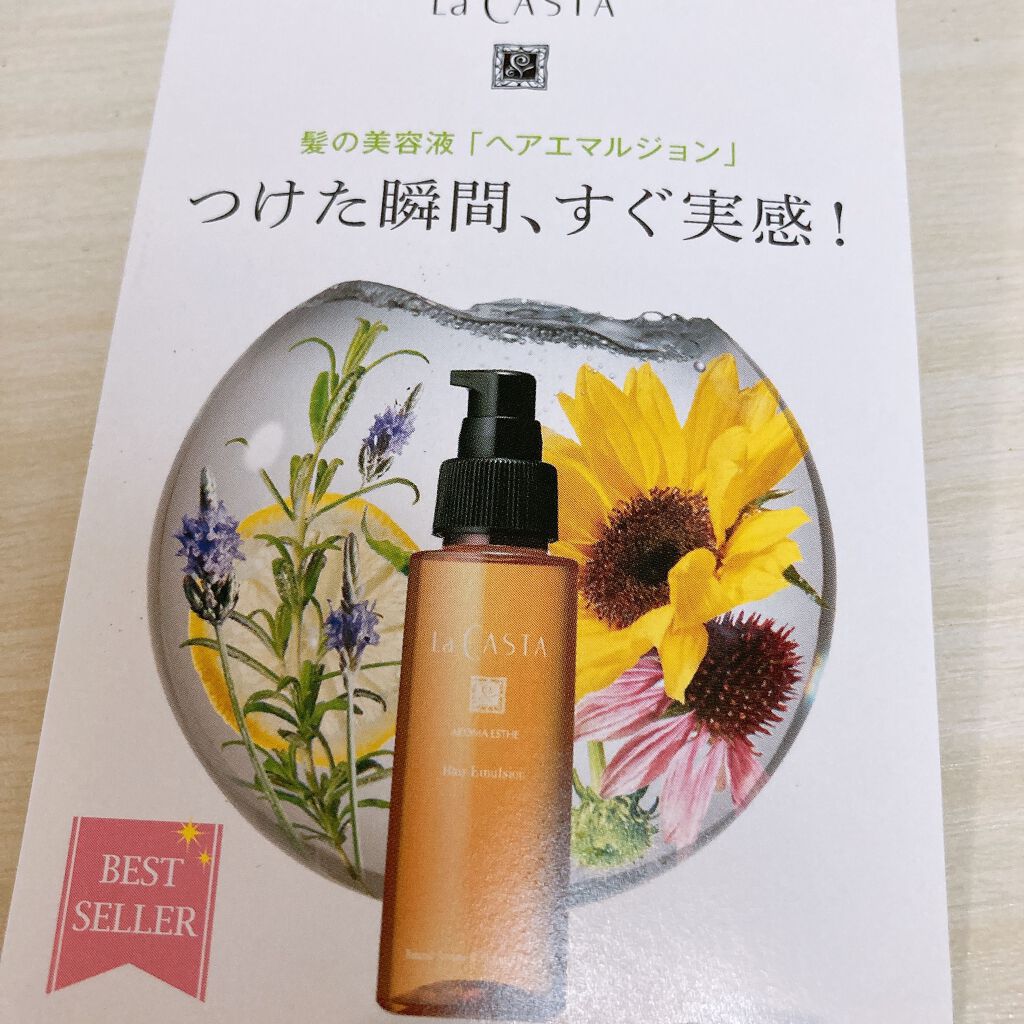 La CASTA
髪の美容液「ヘアエマルジョン」
つけた瞬間、すぐ実感!
La CASTA
AROMA ESTHE
Hair Emulsion
BEST
SELLER